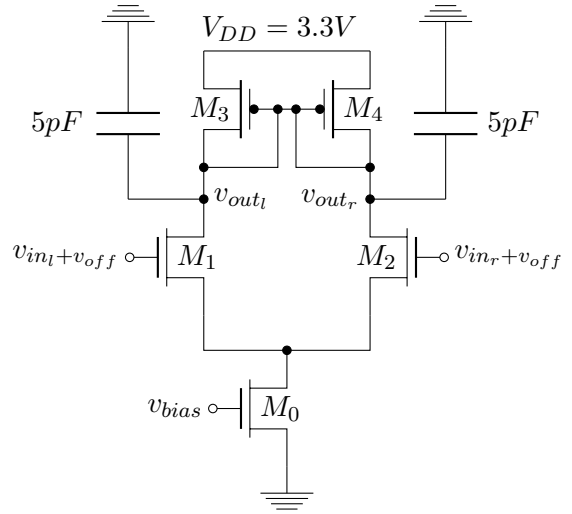 V_{DD} = 3.3V
M_3 M_4
5pF 5pF
v_{out_l} v_{out_r}
v_{in_l+v_{off}} M_1 M_2 v_{in_r+v_{off}}
v_{bias} M_0